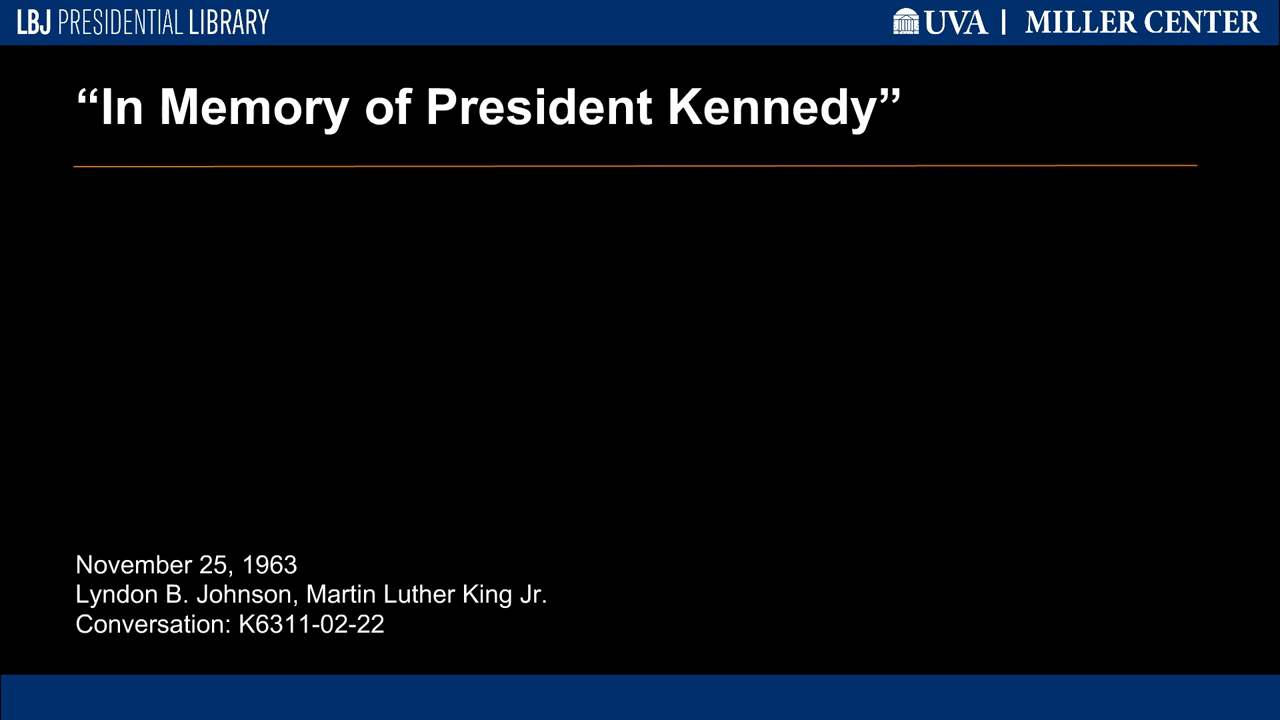 LBJ PRESIDENTIAL LIBRARY
UVA | MILLER CENTER
“In Memory of President Kennedy”
November 25, 1963
Lyndon B. Johnson, Martin Luther King Jr.
Conversation: K6311-02-22